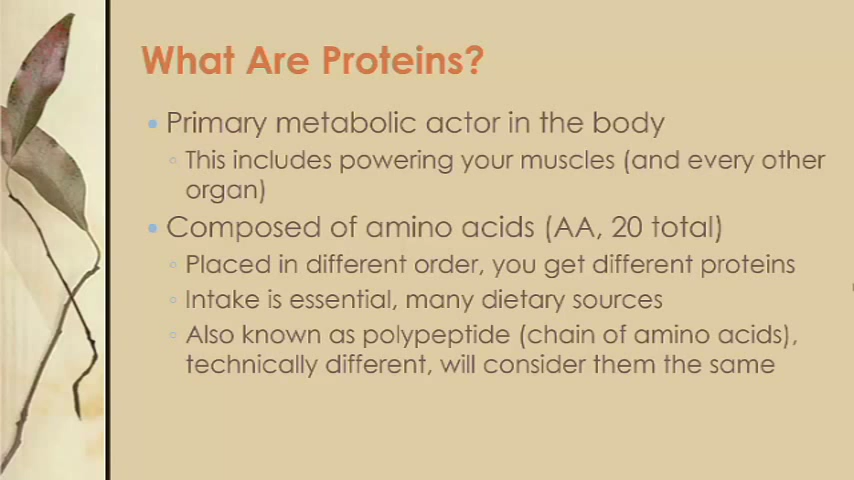 What Are Proteins?
• Primary metabolic actor in the body
◦ This includes powering your muscles (and every other
organ)
• Composed of amino acids (AA, 20 total)
◦ Placed in different order, you get different proteins
◦ Intake is essential, many dietary sources
◦ Also known as polypeptide (chain of amino acids),
technically different, will consider them the same